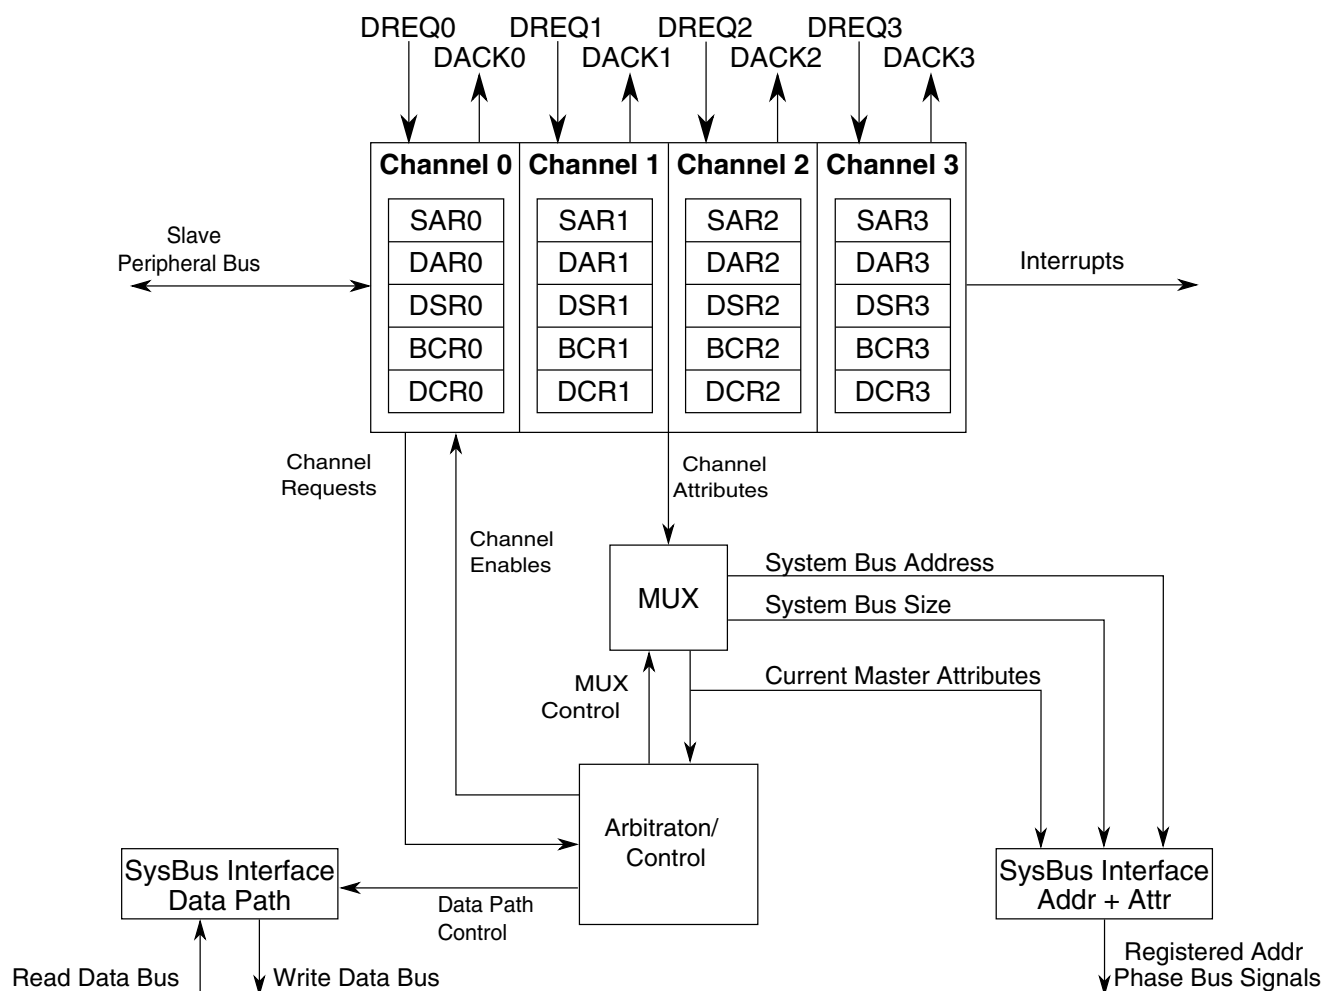 DREQ0 DREQ1 DREQ2 DREQ3
DACK0 DACK1 DACK2 DACK3
Channel 0 Channel 1 Channel 2 Channel 3
SAR0 SAR1 SAR2 SAR3
DAR0 DAR1 DAR2 DAR3
DSR0 DSR1 DSR2 DSR3
BCR0 BCR1 BCR2 BCR3
DCR0 DCR1 DCR2 DCR3
Slave
Peripheral Bus
Interrupts
Channel
Requests
Channel
Enables
Channel
Attributes
MUX
System Bus Address
System Bus Size
Current Master Attributes
MUX
Control
Arbitraton/
Control
SysBus Interface
Data Path
Data Path
Control
SysBus Interface
Addr + Attr
Read Data Bus
Write Data Bus
Registered Addr
Phase Bus Signals